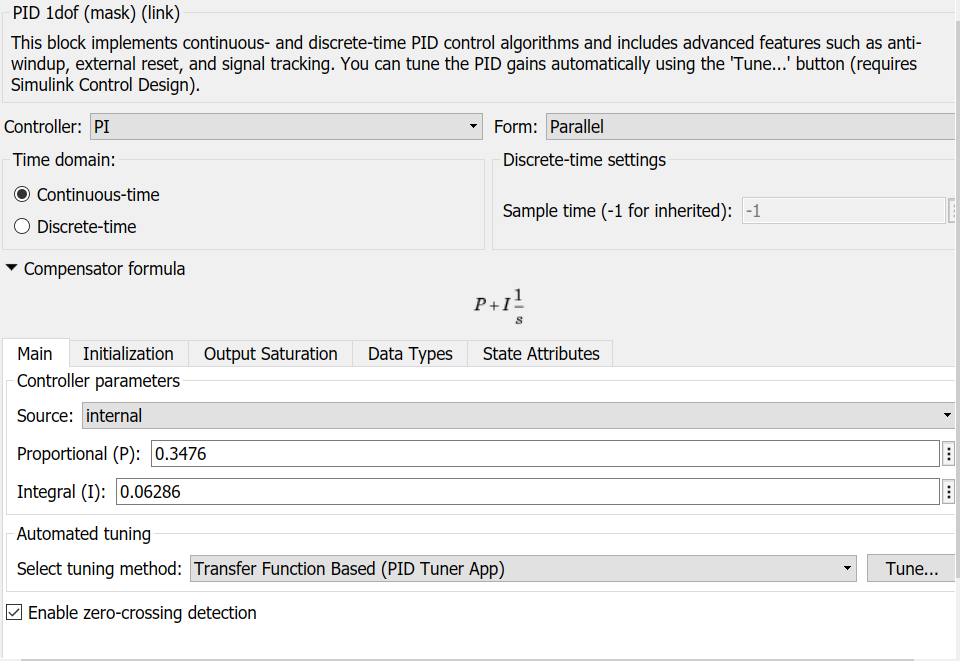 PID 1dof (mask) (link)
This block implements continuous- and discrete-time PID control algorithms and includes advanced features such as anti-
windup, external reset, and signal tracking. You can tune the PID gains automatically using the 'Tune...' button (requires
Simulink Control Design).
Controller: PI Form: Parallel
Time domain: Discrete-time settings
Continuous-time
Sample time (-1 for inherited): -1
Discrete-time
Compensator formula
P + I 1/s
Main Initialization Output Saturation Data Types State Attributes
Controller parameters
Source: internal
Proportional (P): 0.3476
Integral (I): 0.06286
Automated tuning
Select tuning method: Transfer Function Based (PID Tuner App) Tune...
Enable zero-crossing detection